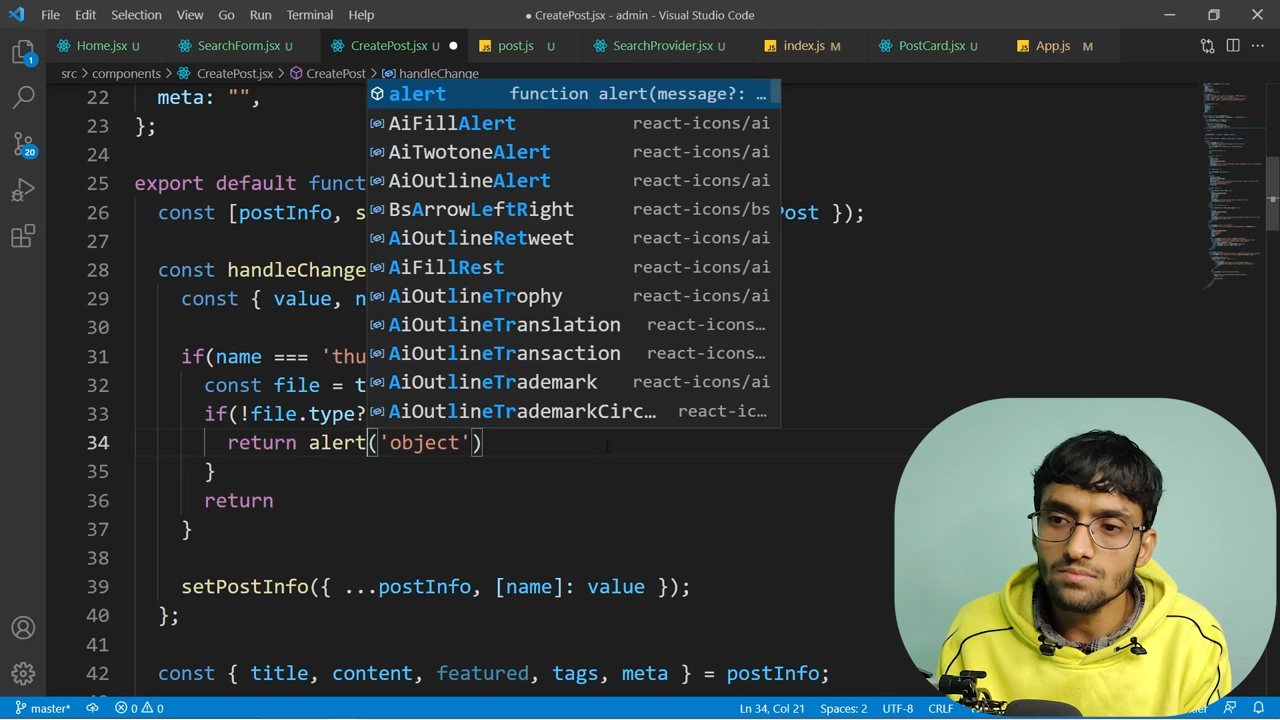 File Edit Selection View Go Run Terminal Help ● CreatePost.jsx - admin - Visual Studio Code
Home.jsx U SearchForm.jsx U CreatePost.jsx U ● JS post.js U SearchProvider.jsx U JS index.js M PostCard.jsx U JS App.js M
src > components > CreatePost.jsx > CreatePost > handleChange
22 meta: "",
23 };
24
25 export default funct
26 const [postInfo, s Post });
27
28 const handleChange
29 const { value, n
30
31 if(name === 'thu
32 const file = t
33 if(!file.type?
34 return alert('object')
35 }
36 return
37 }
38
39 setPostInfo({ ...postInfo, [name]: value });
40 };
41
42 const { title, content, featured, tags, meta } = postInfo;
alert function alert(message?: …
AiFillAlert react-icons/ai
AiTwotoneAlert react-icons/ai
AiOutlineAlert react-icons/ai
BsArrowLeftRight react-icons/bs
AiOutlineRetweet react-icons/ai
AiFillRest react-icons/ai
AiOutlineTrophy react-icons/ai
AiOutlineTranslation react-icons…
AiOutlineTransaction react-icons…
AiOutlineTrademark react-icons/ai
AiOutlineTrademarkCirc… react-ic…
1
20
master* 0 0 Ln 34, Col 21 Spaces: 2 UTF-8 CRLF